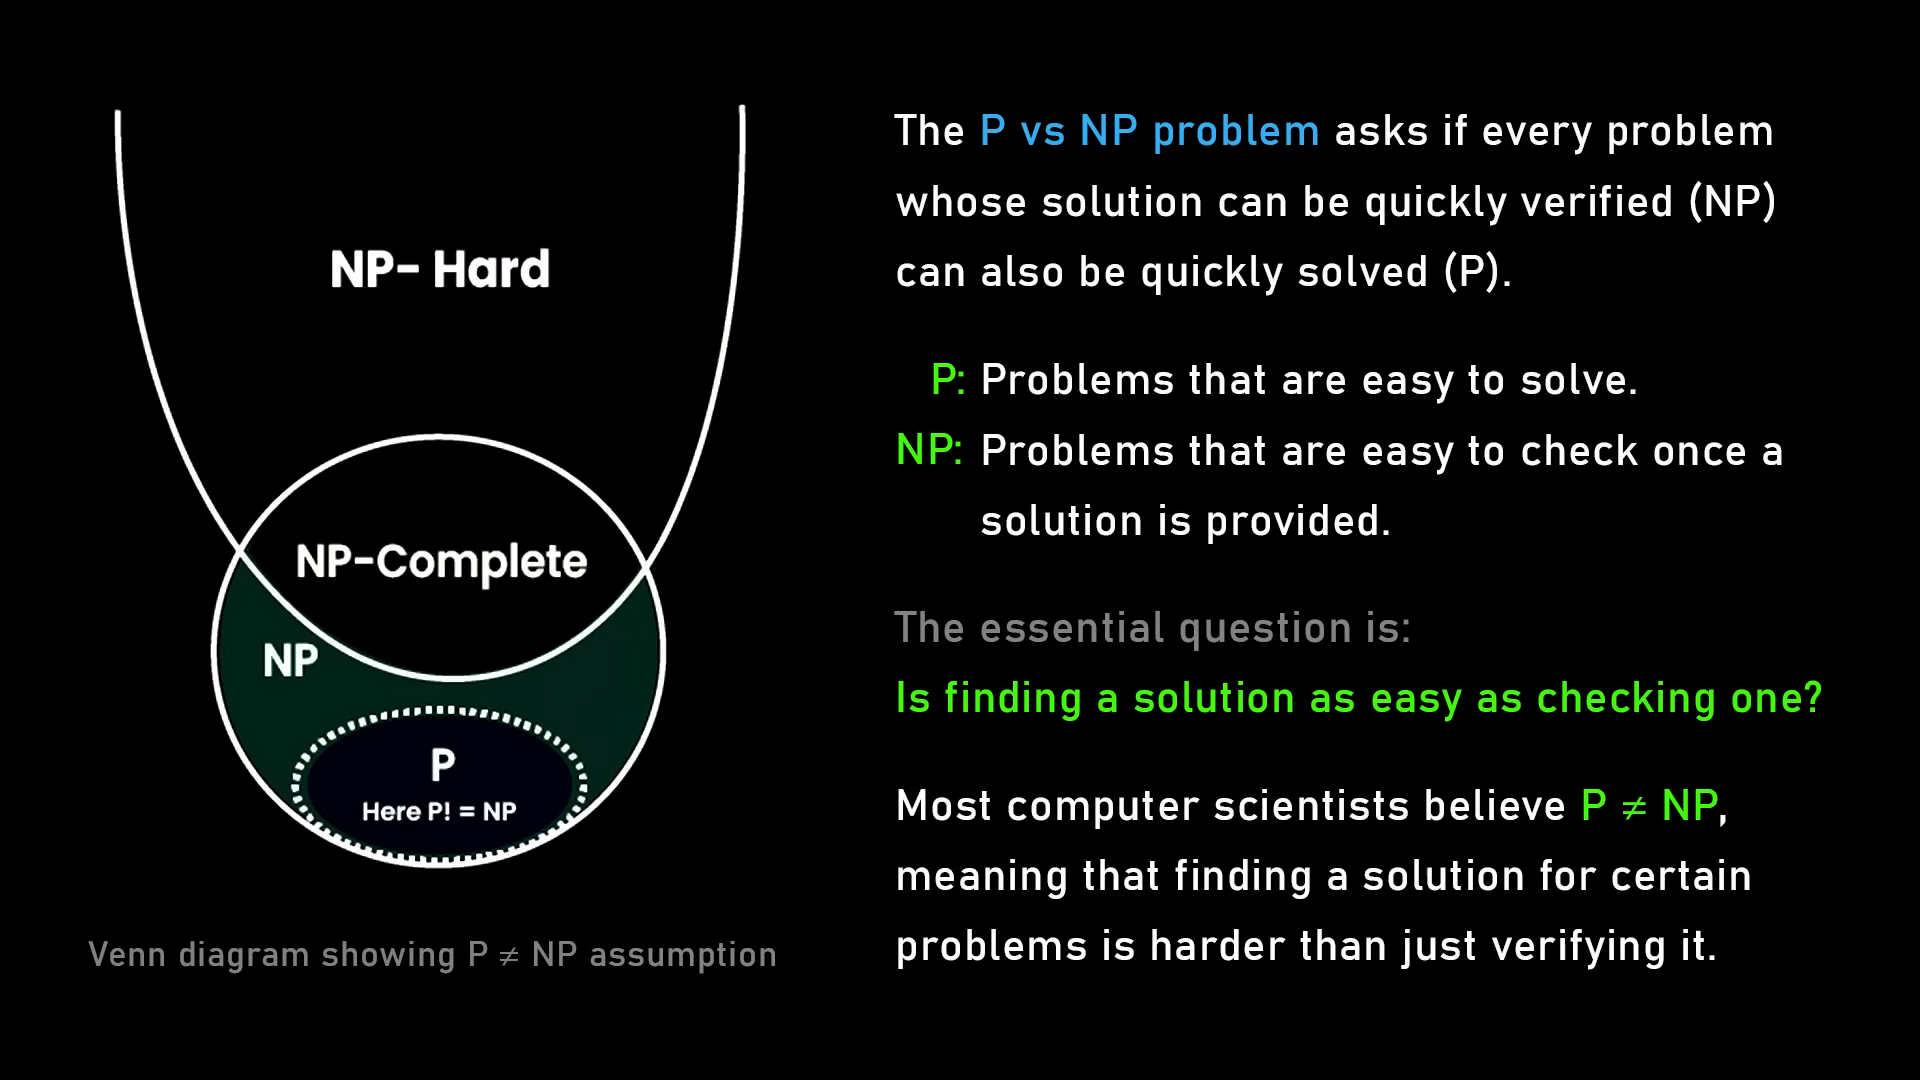 NP- Hard
NP-Complete
NP
P
Here P! = NP
Venn diagram showing P ≠ NP assumption
The P vs NP problem asks if every problem
whose solution can be quickly verified (NP)
can also be quickly solved (P).
P: Problems that are easy to solve.
NP: Problems that are easy to check once a
solution is provided.
The essential question is:
Is finding a solution as easy as checking one?
Most computer scientists believe P ≠ NP,
meaning that finding a solution for certain
problems is harder than just verifying it.